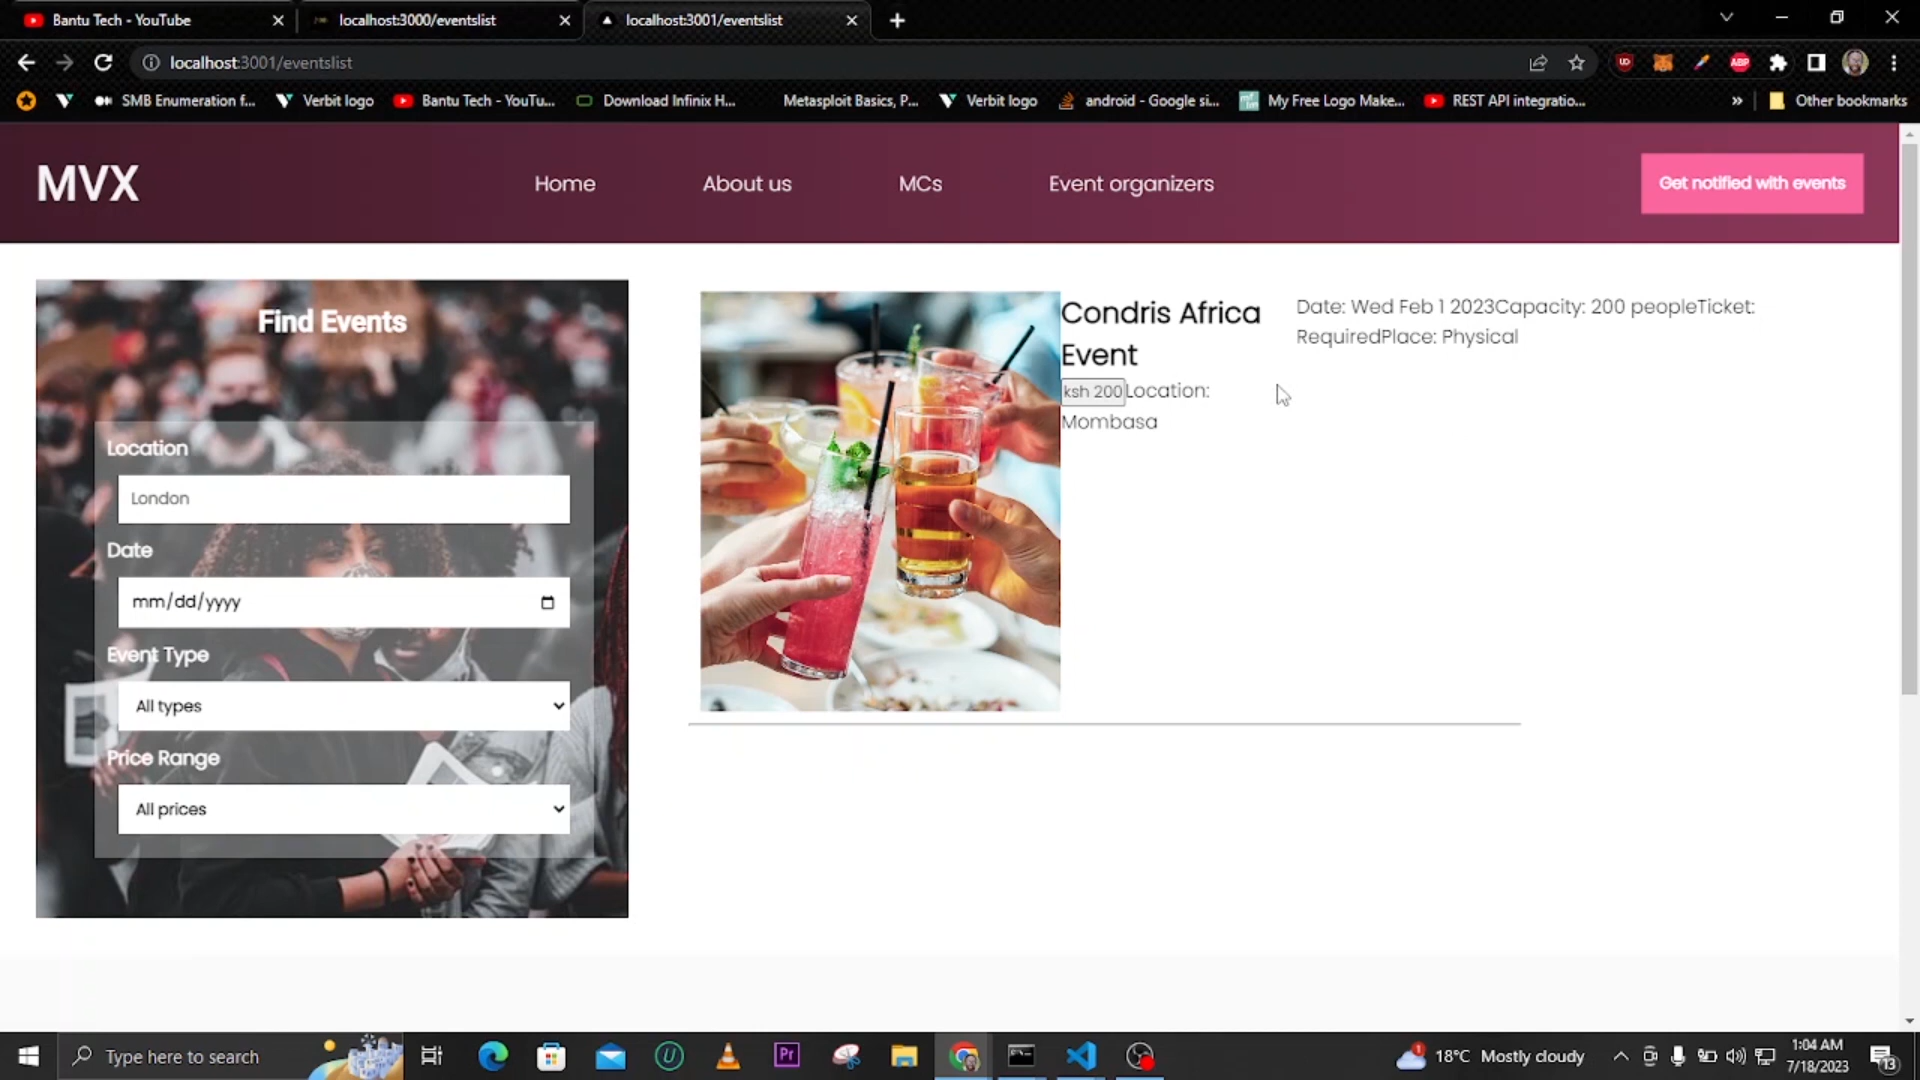 Bantu Tech - YouTube
localhost:3000/eventslist
localhost:3001/eventslist
localhost:3001/eventslist
SMB Enumeration f...
Verbit logo
Bantu Tech - YouTu...
Download Infinix H...
Metasploit Basics, P...
Verbit logo
android - Google si...
My Free Logo Make...
REST API integratio...
»
Other bookmarks
MVX
Home
About us
MCs
Event organizers
Get notified with events
Find Events
Location
London
Date
mm/dd/yyyy
Event Type
All types
Price Range
All prices
Condris Africa
Event
ksh 200Location:
Mombasa
Date: Wed Feb 1 2023Capacity: 200 peopleTicket:
RequiredPlace: Physical
Type here to search
Pr
18°C Mostly cloudy
1:04 AM
7/18/2023
13